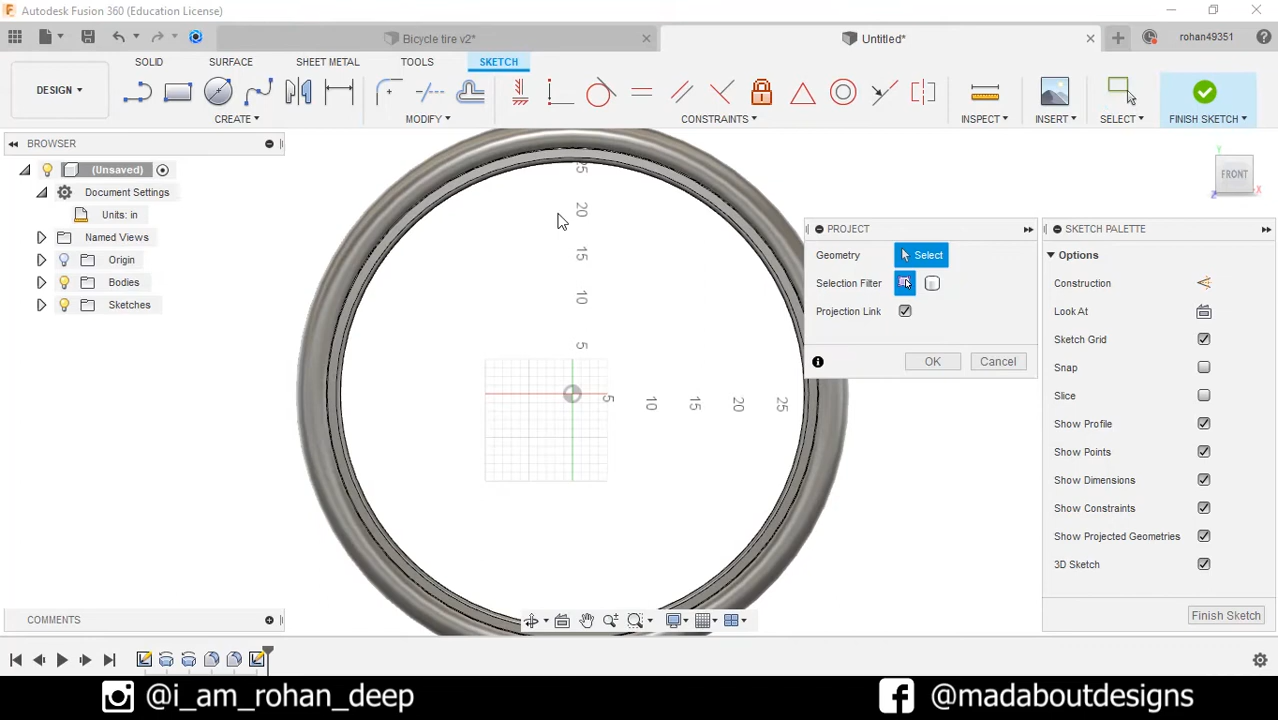 Autodesk Fusion 360 (Education License)
Bicycle tire v2*
Untitled*
rohan49351
DESIGN
SOLID
SURFACE
SHEET METAL
TOOLS
SKETCH
CREATE
MODIFY
CONSTRAINTS
INSPECT
INSERT
SELECT
FINISH SKETCH
BROWSER
(Unsaved)
Document Settings
Units: in
Named Views
Origin
Bodies
Sketches
25
20
15
10
5
5
10
15
20
25
Y
FRONT
X
Z
PROJECT
Geometry
Select
Selection Filter
Projection Link
OK
Cancel
SKETCH PALETTE
Options
Construction
Look At
Sketch Grid
Snap
Slice
Show Profile
Show Points
Show Dimensions
Show Constraints
Show Projected Geometries
3D Sketch
Finish Sketch
COMMENTS
@i_am_rohan_deep
@madaboutdesigns